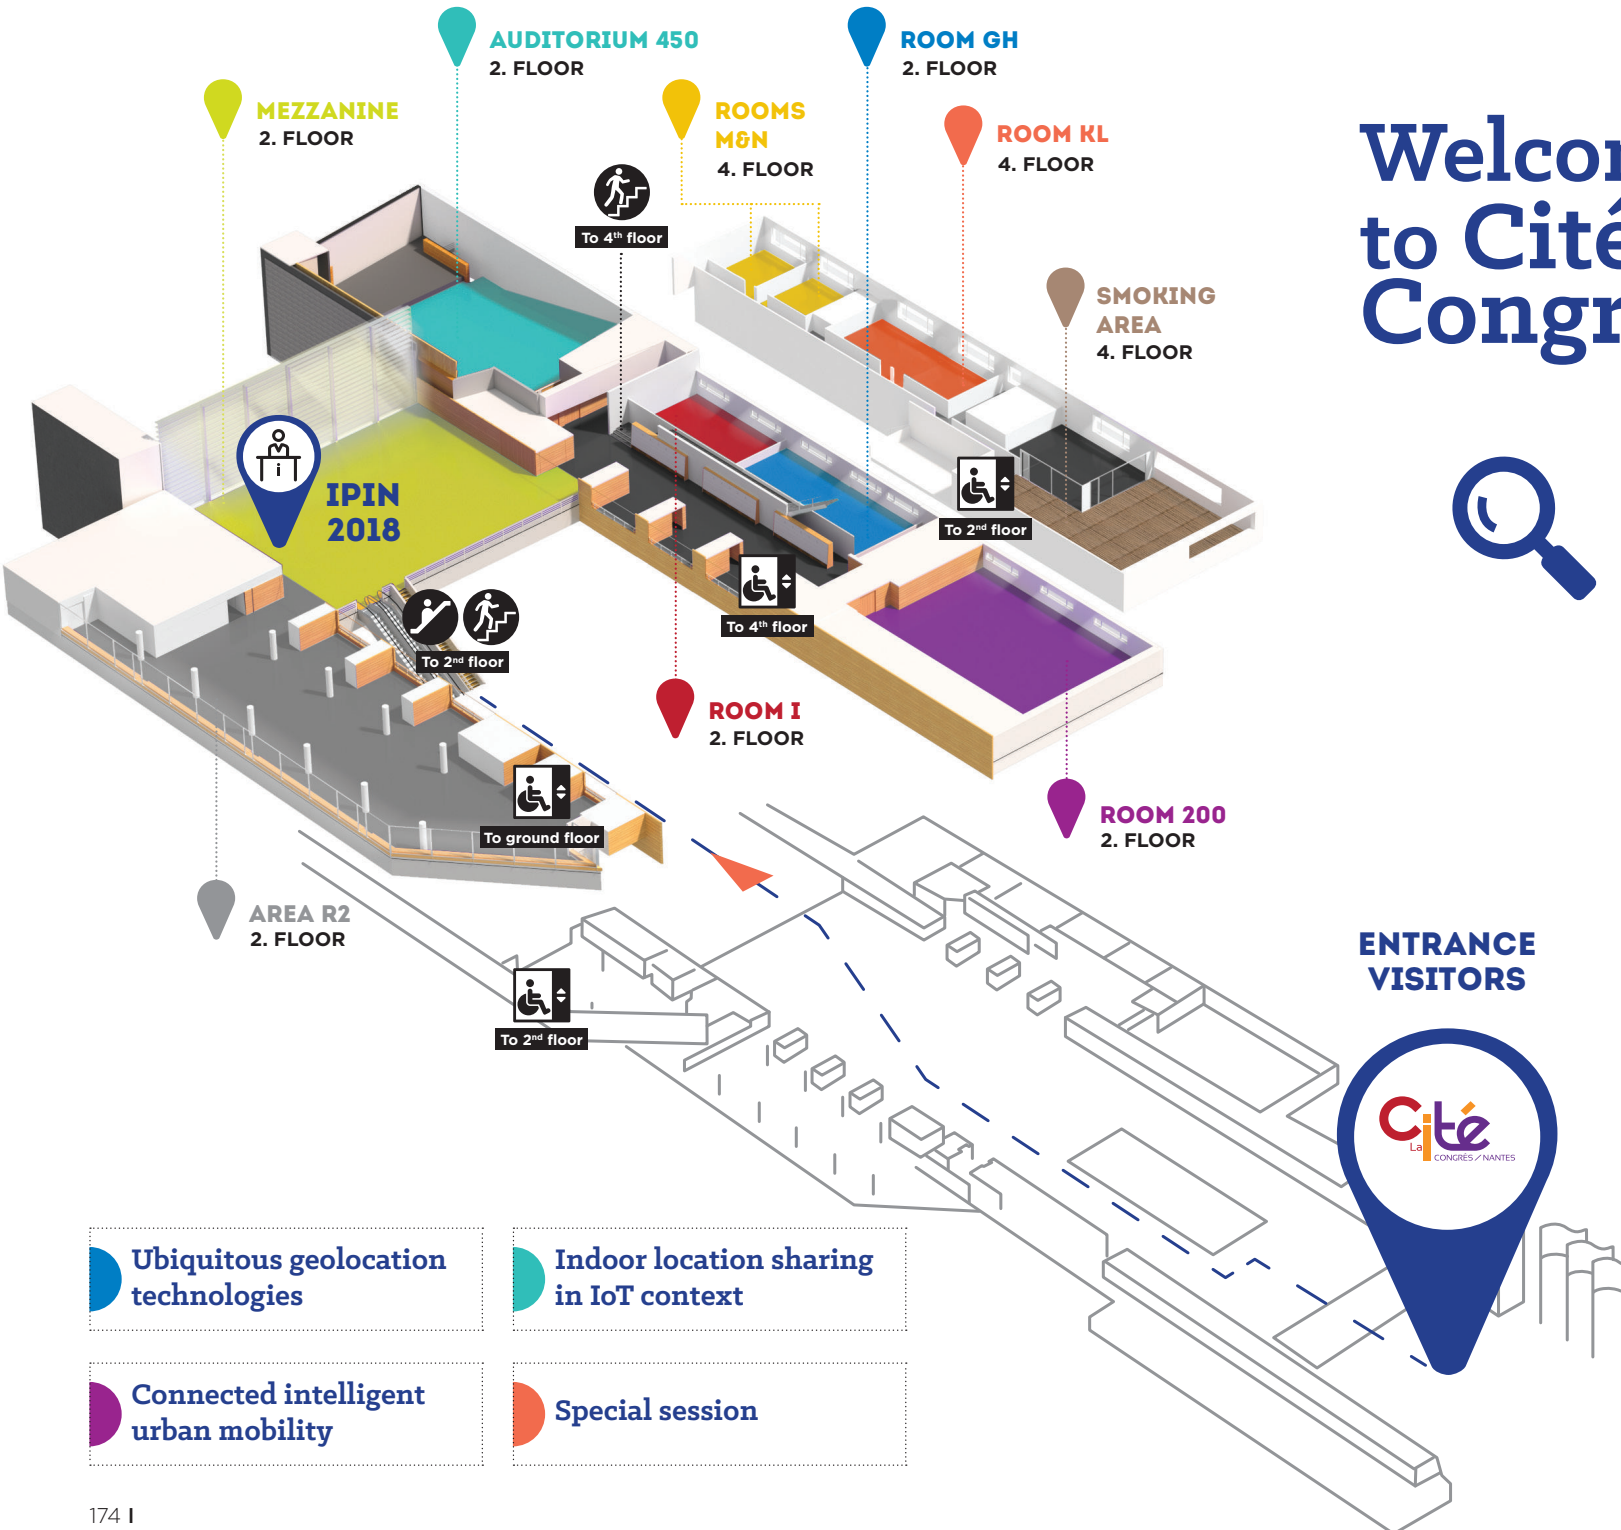 AUDITORIUM 450
2. FLOOR
ROOM GH
2. FLOOR
MEZZANINE
2. FLOOR
ROOMS
M&N
4. FLOOR
ROOM KL
4. FLOOR
To 4th floor
SMOKING
AREA
4. FLOOR
IPIN
2018
To 2nd floor
To 4th floor
To 2nd floor
ROOM I
2. FLOOR
ROOM 200
2. FLOOR
To ground floor
AREA R2
2. FLOOR
To 2nd floor
to Cité
ENTRANCE
VISITORS
La Cité
CONGRÈS / NANTES
Ubiquitous geolocation
technologies
Indoor location sharing
in IoT context
Connected intelligent
urban mobility
Special session
174 I